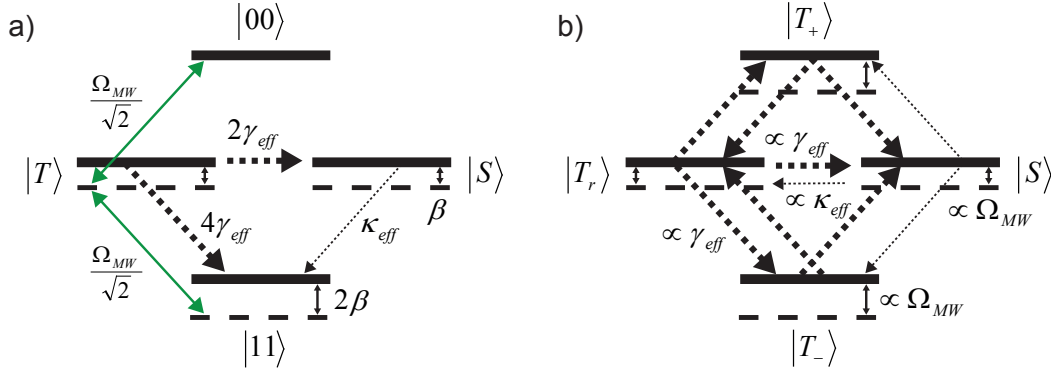 a)
|00⟩
Ω_MW/√2
2γ_eff
|T⟩
|S⟩
β
4γ_eff
κ_eff
Ω_MW/√2
2β
|11⟩
b)
|T_+⟩
∝ γ_eff
|T_r⟩
|S⟩
∝ κ_eff
∝ Ω_MW
∝ γ_eff
∝ Ω_MW
|T_−⟩